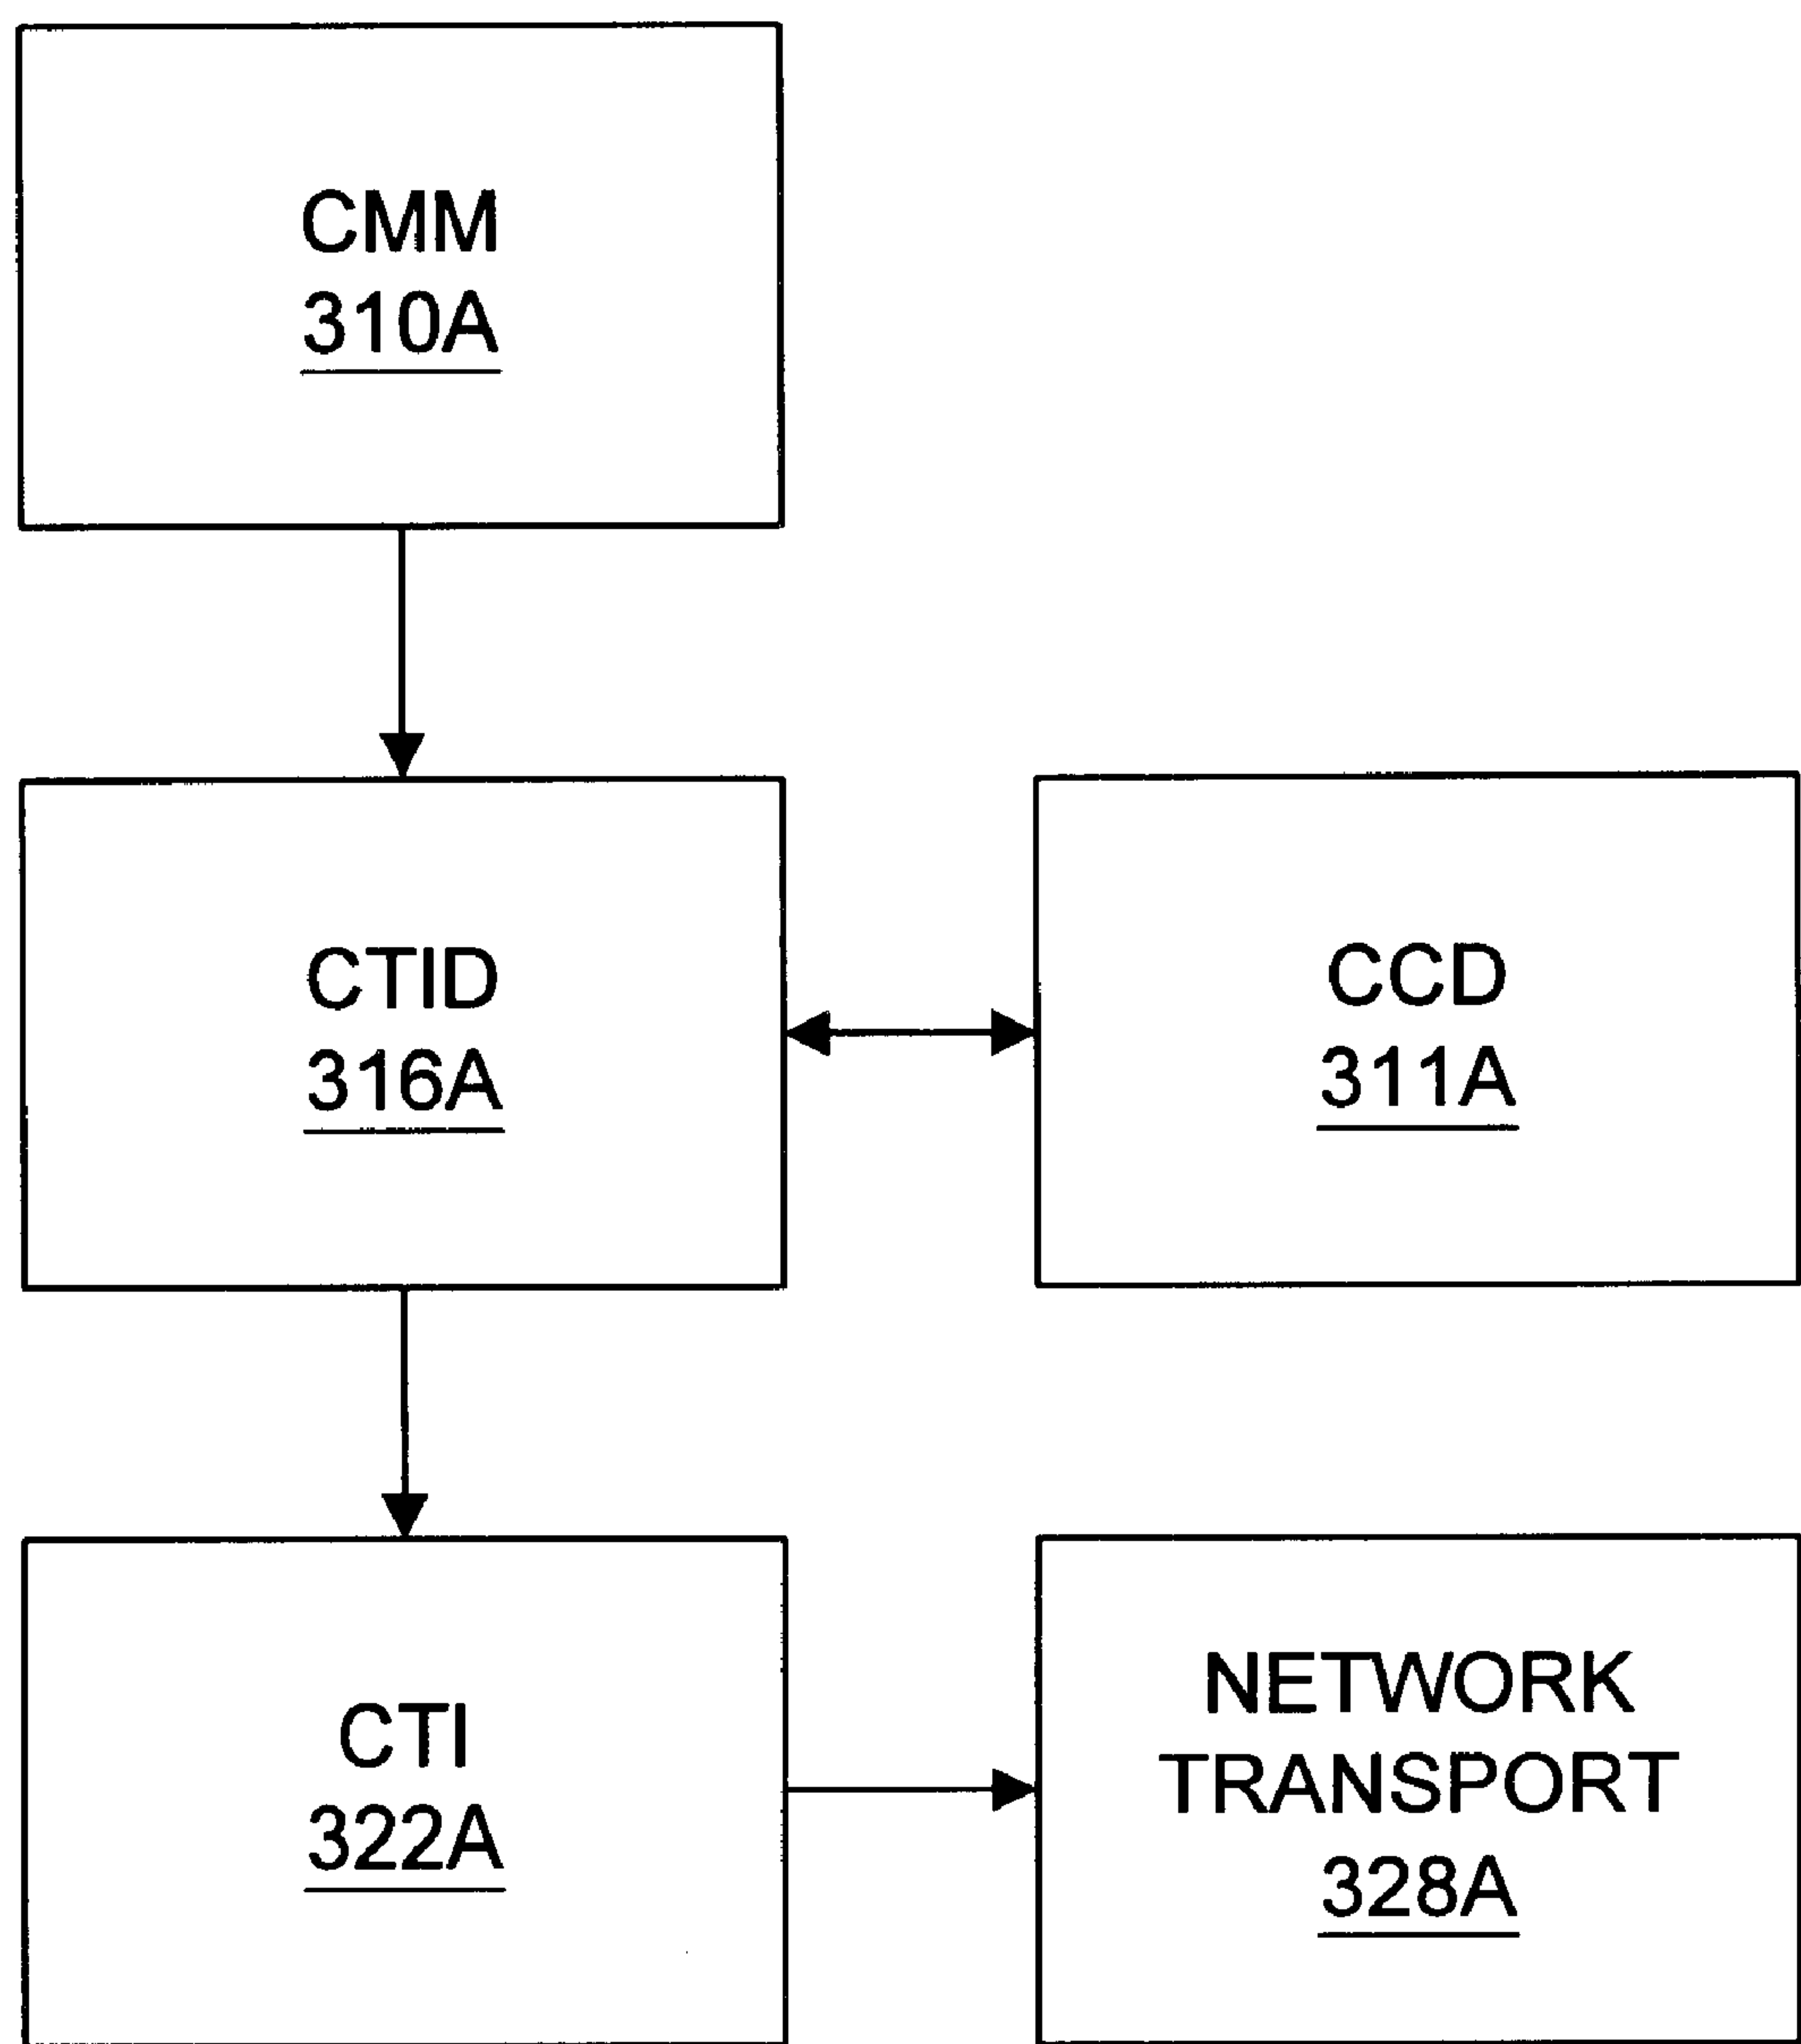 CMM
310A
CTID
316A
CCD
311A
CTI
322A
NETWORK
TRANSPORT
328A